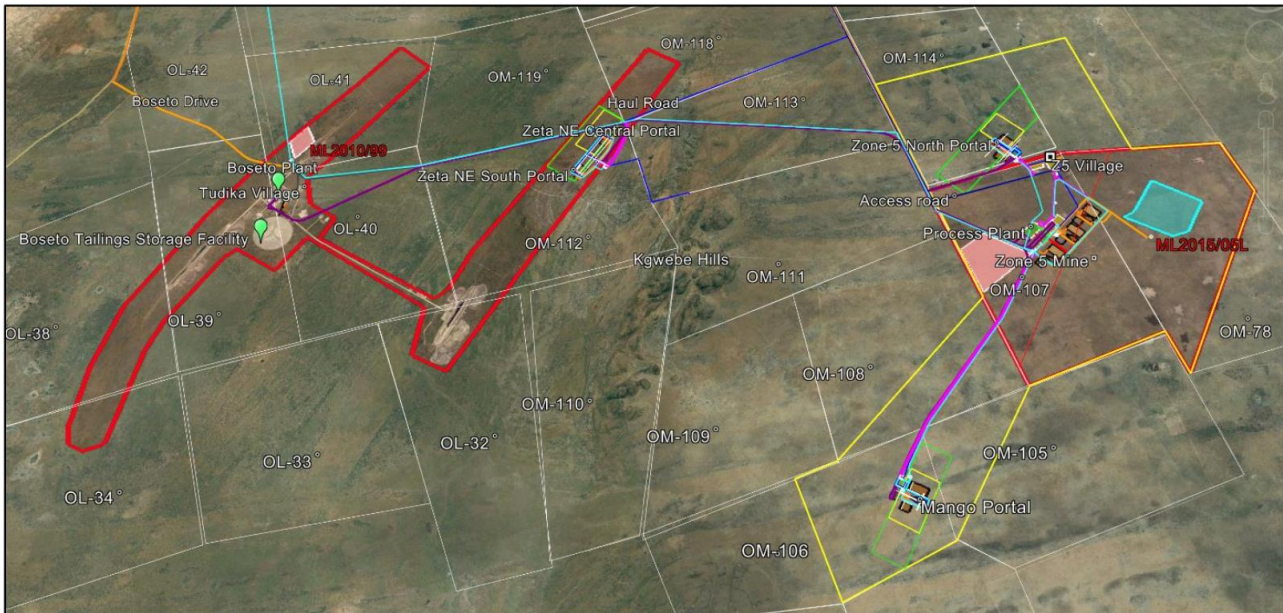 OL-42
OL-41
OM-119°
OM-118°
OM-114°
Boseto Drive
Haul Road
OM-113°
Zeta NE Central Portal
Zone 5 North Portal
ML2010/99
Boseto Plant
Z5 Village
Zeta NE South Portal
Tudika Village°
Access road°
OL-40°
Process Plant°
Boseto Tailings Storage Facility
OM-112°
ML2015/05L
Kgwebe Hills
Zone 5 Mine°
OM-111
OM-107
OL-38°
OL-39°
OM-78°
OM-108°
OM-110°
OL-32°
OM-109°
OM-105°
OL-33°
OL-34°
Mango Portal
OM-106